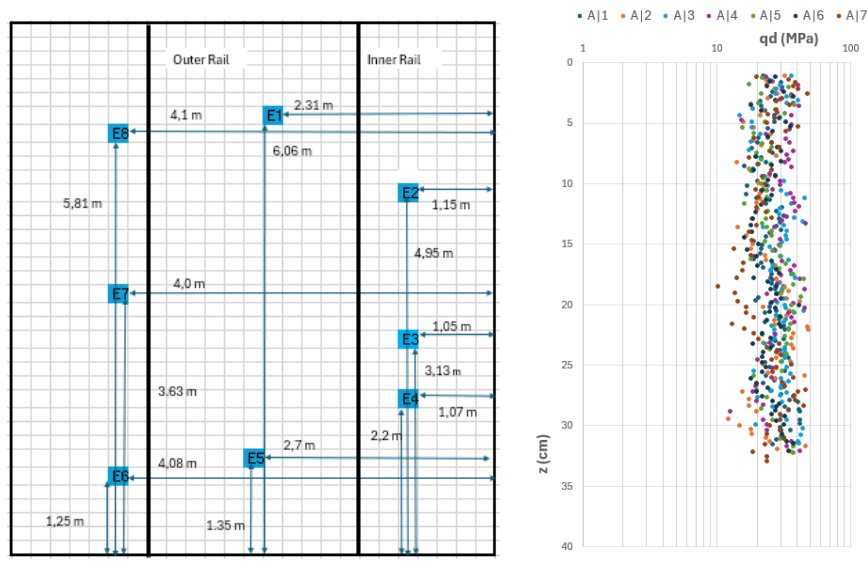 Outer Rail
Inner Rail
E1
2,31 m
4,1 m
E8
6,06 m
5,81 m
E2
1,15 m
4,95 m
4,0 m
E7
1,05 m
E3
3,13 m
3.63 m
E4
1,07 m
2,2 m
2,7 m
E5
4,08 m
E6
1,25 m
1.35 m
A|1 A|2 A|3 A|4 A|5 A|6 A|7
qd (MPa)
1 10 100
0
5
10
15
20
25
30
35
40
z (cm)